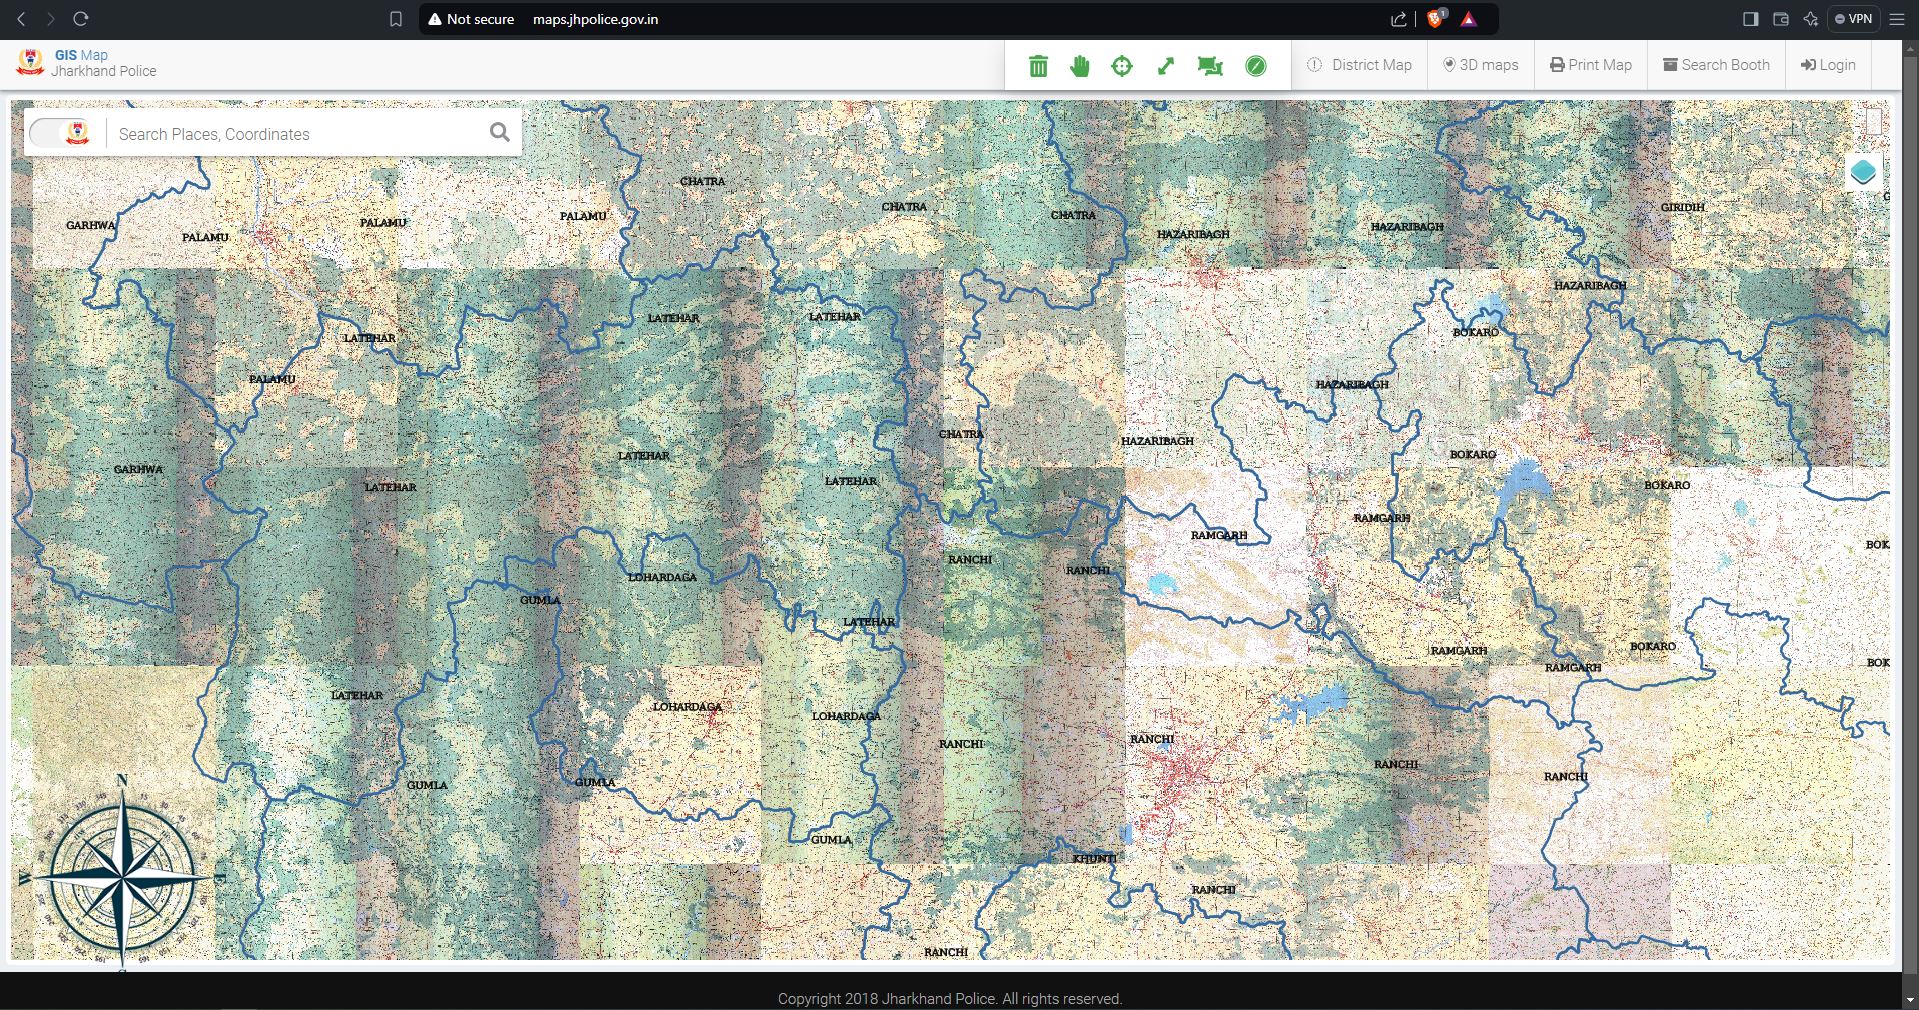 Not secure maps.jhpolice.gov.in
1
VPN
GIS Map
Jharkhand Police
District Map
3D maps
Print Map
Search Booth
Login
Search Places, Coordinates
CHATRA
CHATRA
CHATRA
GARHWA
PALAMU
PALAMU
PALAMU
HAZARIBAGH
HAZARIBAGH
GIRIDIH
G
HAZARIBAGH
LATEHAR
LATEHAR
LATEHAR
BOKARO
PALAMU
HAZARIBAGH
CHATRA
HAZARIBAGH
LATEHAR
BOKARO
GARHWA
LATEHAR
LATEHAR
BOKARO
RAMGARH
RAMGARH
BOK
RANCHI
RANCHI
LOHARDAGA
GUMLA
LATEHAR
RAMGARH
BOKARO
RAMGARH
BOK
LATEHAR
LOHARDAGA
LOHARDAGA
RANCHI
RANCHI
RANCHI
RANCHI
GUMLA
GUMLA
GUMLA
KHUNTI
RANCHI
RANCHI
N
W
E
S
Copyright 2018 Jharkhand Police. All rights reserved.